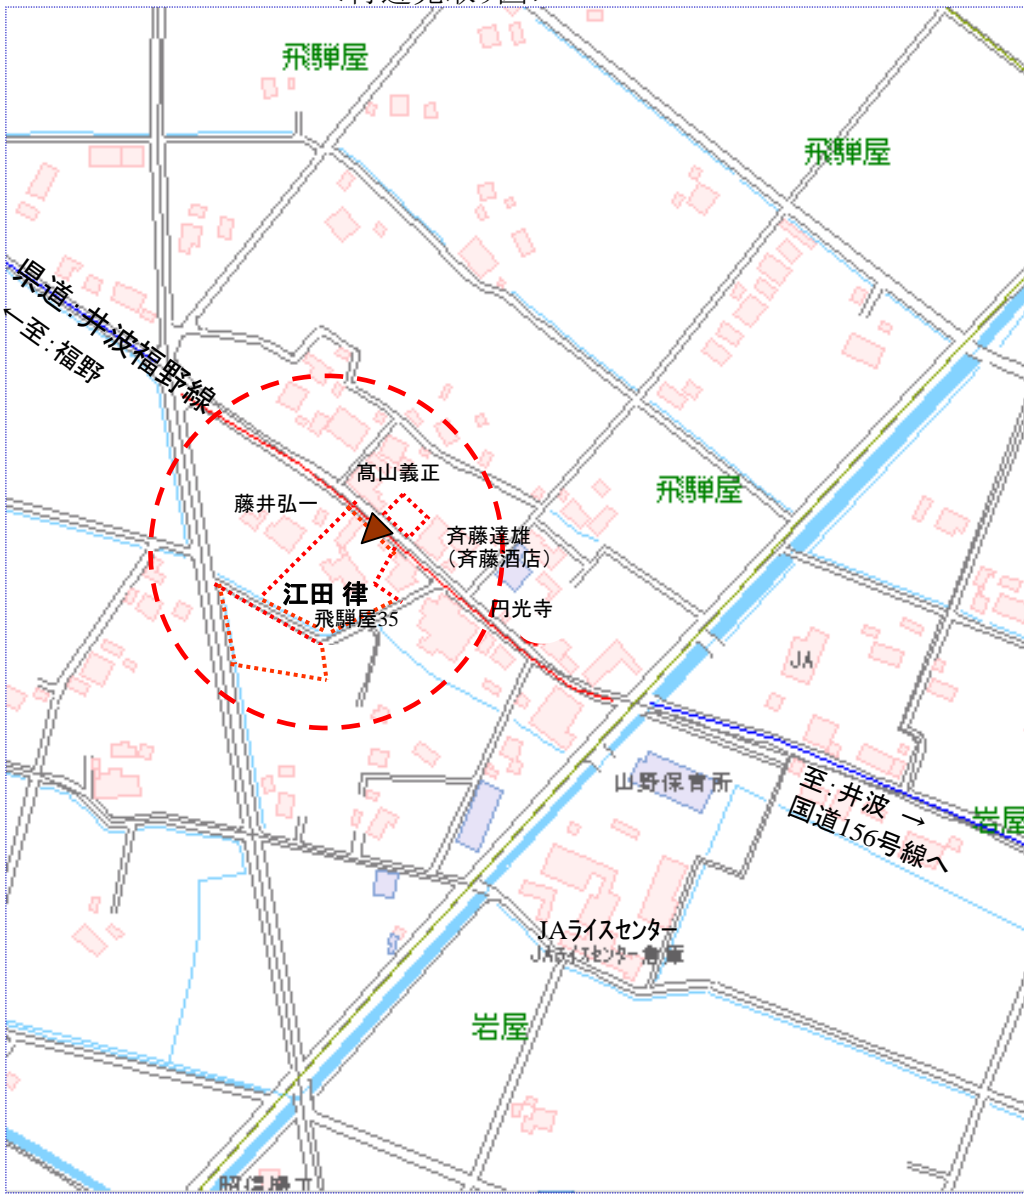 飛騨屋
飛騨屋
県道：井波福野線
←至：福野
髙山義正
藤井弘一
飛騨屋
斉藤達雄
（斉藤酒店）
江田 律
飛騨屋35
円光寺
JA
山野保育所
至：井波 →
国道156号線へ
岩屋
JAライスセンター
JAライスセンター倉庫
岩屋